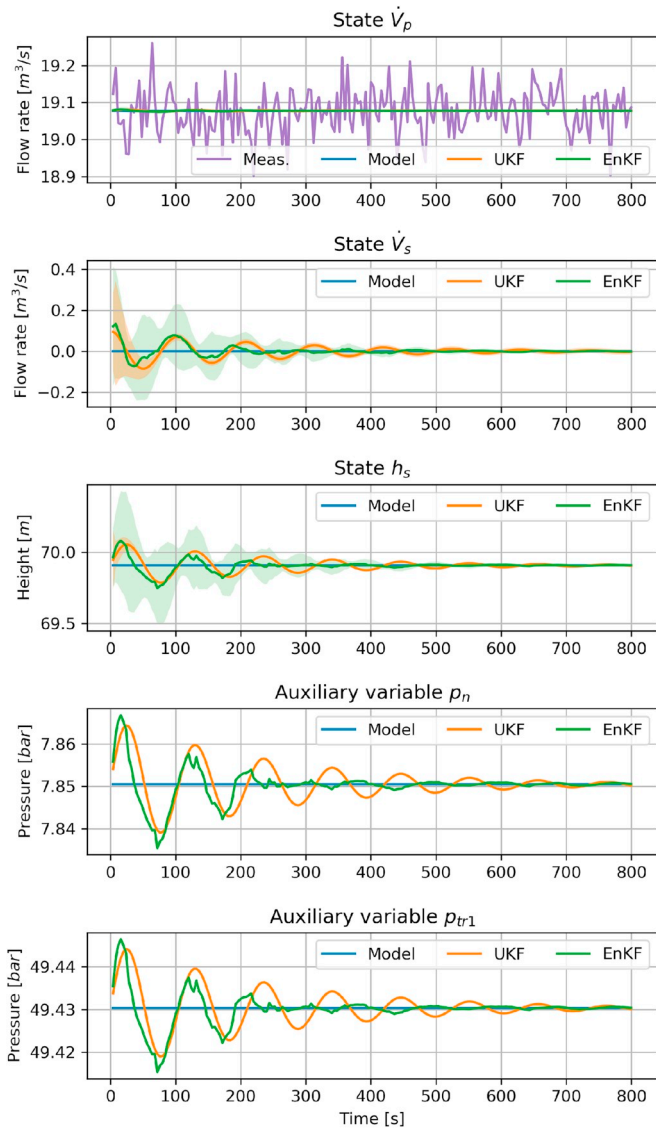 State V̇ₚ
Flow rate [m³/s]
19.2
19.1
19.0
18.9
Meas. Model UKF EnKF
0 100 200 300 400 500 600 700 800
State V̇ₛ
Flow rate [m³/s]
0.4
0.2
0.0
−0.2
Model UKF EnKF
0 100 200 300 400 500 600 700 800
State hₛ
Height [m]
70.0
69.5
Model UKF EnKF
0 100 200 300 400 500 600 700 800
Auxiliary variable pₙ
Pressure [bar]
7.86
7.85
7.84
Model UKF EnKF
0 100 200 300 400 500 600 700 800
Auxiliary variable pₜᵣ₁
Pressure [bar]
49.44
49.43
49.42
Model UKF EnKF
0 100 200 300 400 500 600 700 800
Time [s]